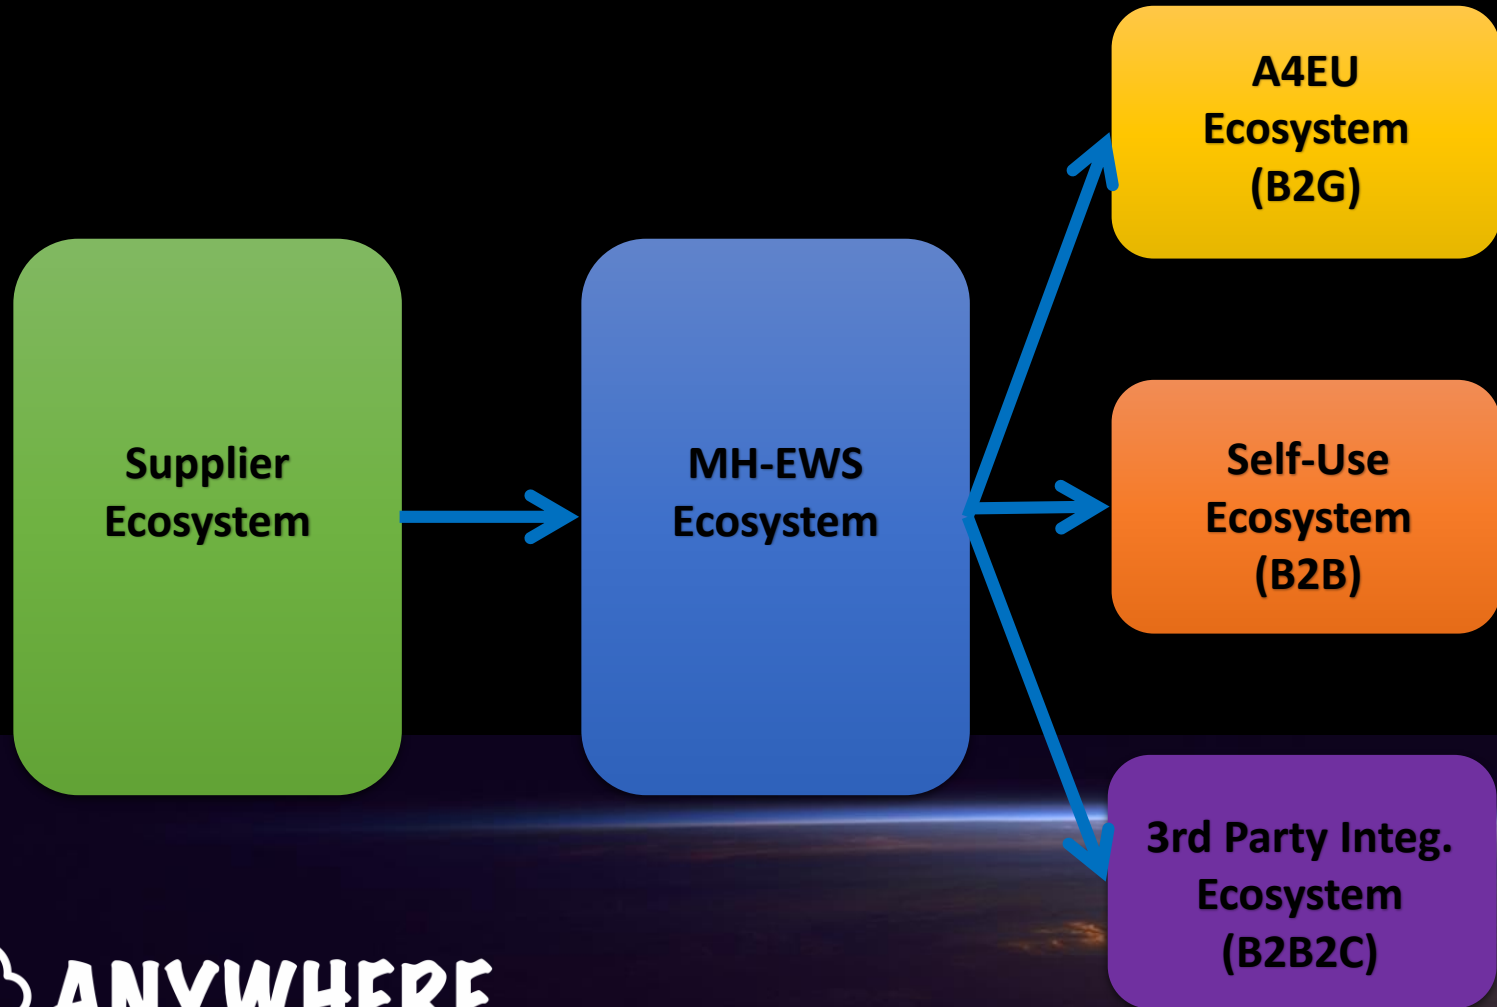 A4EU
Ecosystem
(B2G)
Supplier
Ecosystem
MH-EWS
Ecosystem
Self-Use
Ecosystem
(B2B)
3rd Party Integ.
Ecosystem
(B2B2C)
ANYWHERE